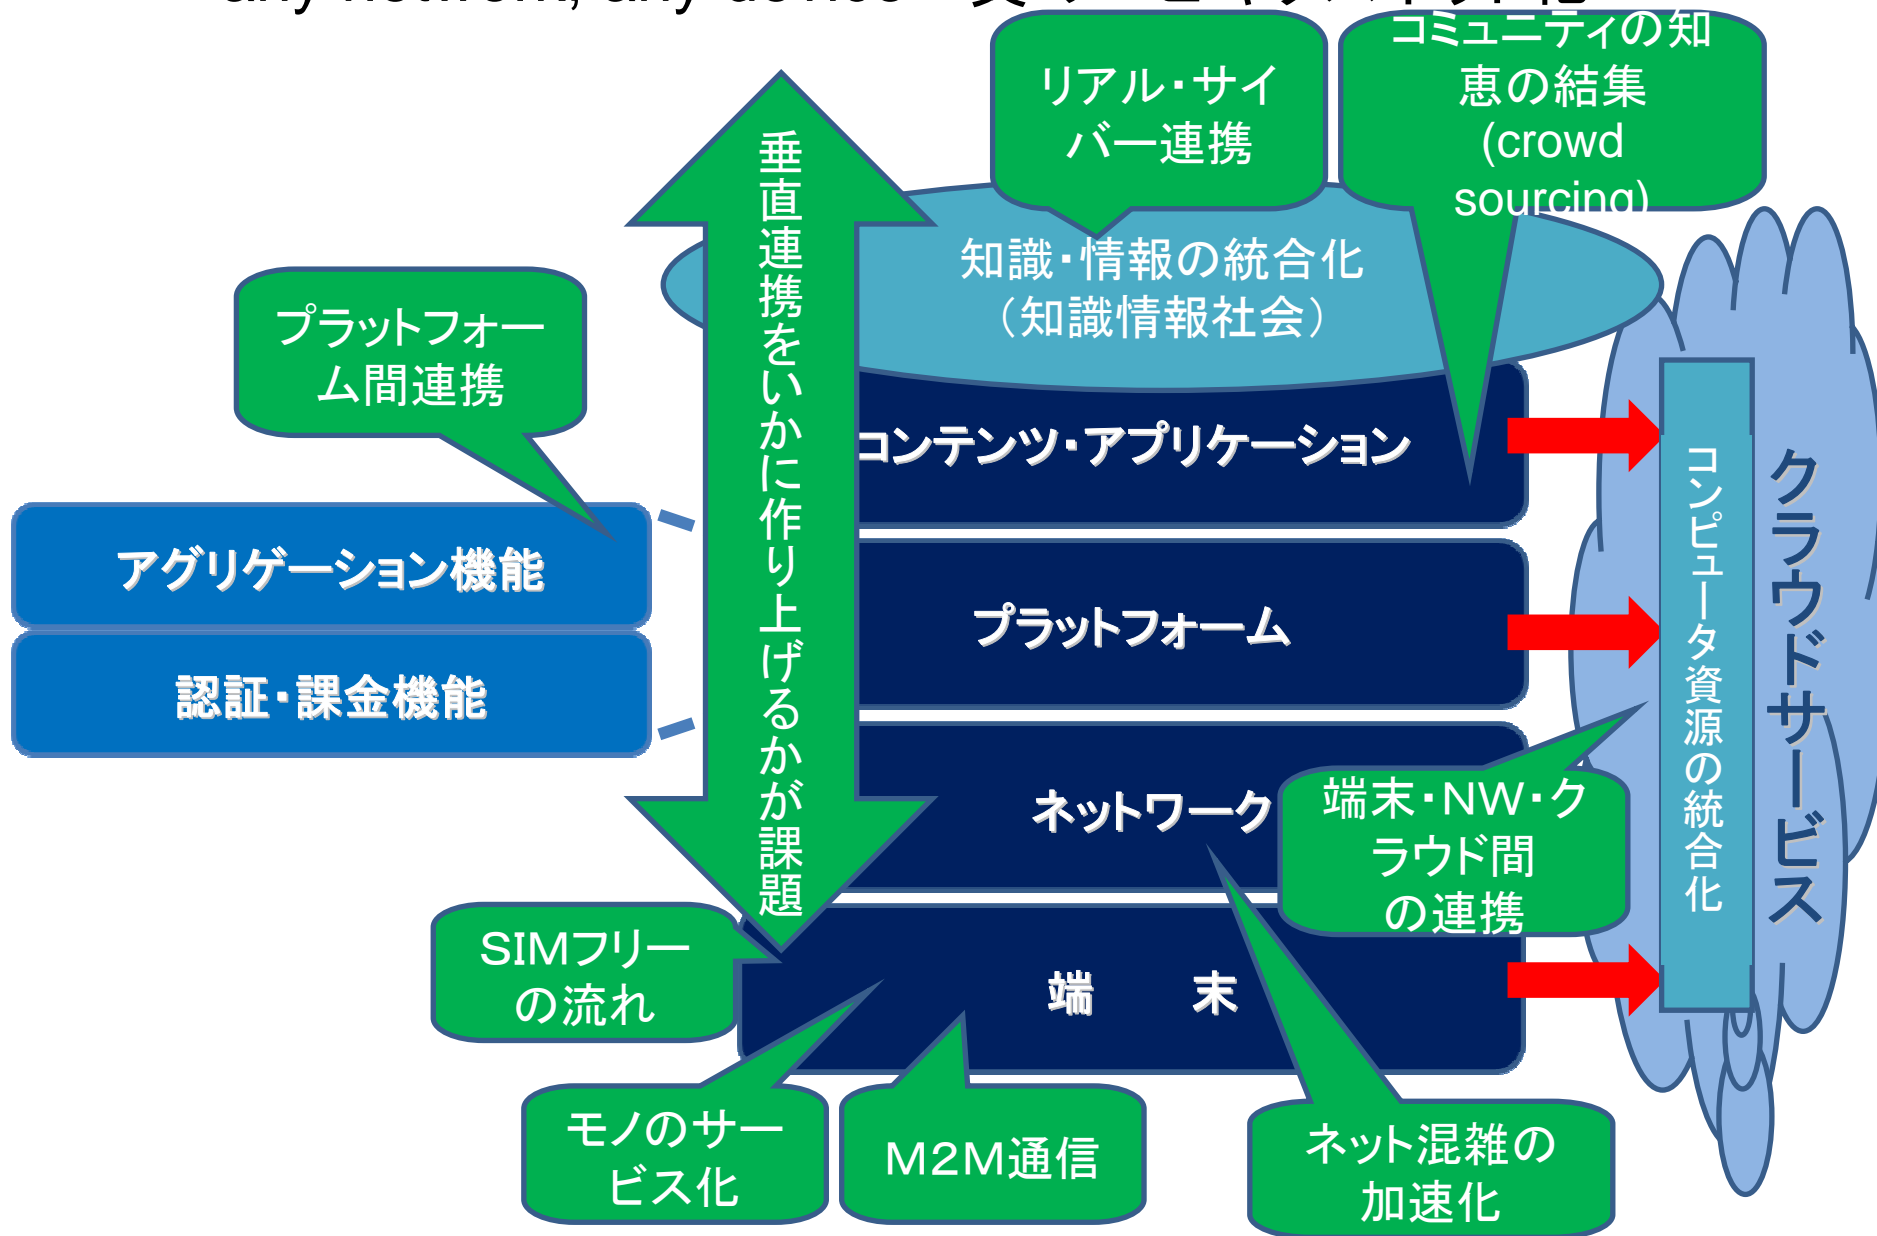 any network, any device
リアル・サイ
バー連携
コミュニティの知
恵の結集
(crowd
sourcing)
垂直連携をいかに作り上げるかが課題
知識・情報の統合化
（知識情報社会）
プラットフォー
ム間連携
コンテンツ・アプリケーション
アグリゲーション機能
認証・課金機能
プラットフォーム
ネットワーク
端末・NW・ク
ラウド間
の連携
コンピュータ資源の統合化
クラウドサービス
SIMフリー
の流れ
端　末
モノのサー
ビス化
M2M通信
ネット混雑の
加速化